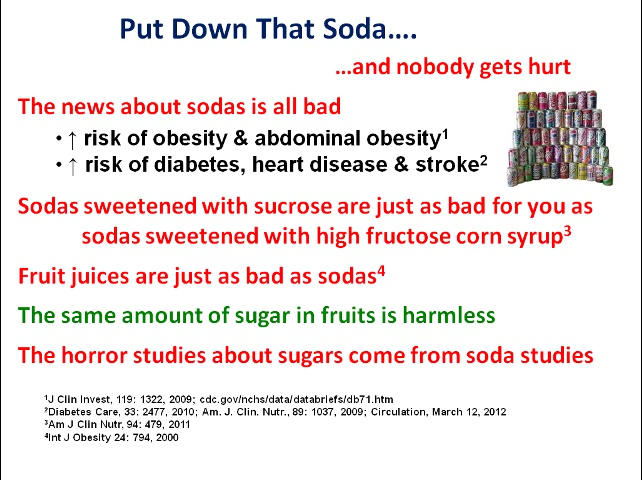 Put Down That Soda….
…and nobody gets hurt
The news about sodas is all bad
• ↑ risk of obesity & abdominal obesity¹
• ↑ risk of diabetes, heart disease & stroke²
Sodas sweetened with sucrose are just as bad for you as
sodas sweetened with high fructose corn syrup³
Fruit juices are just as bad as sodas⁴
The same amount of sugar in fruits is harmless
The horror studies about sugars come from soda studies
¹J Clin Invest, 119: 1322, 2009; cdc.gov/nchs/data/databriefs/db71.htm
²Diabetes Care, 33: 2477, 2010; Am. J. Clin. Nutr., 89: 1037, 2009; Circulation, March 12, 2012
³Am J Clin Nutr, 94: 479, 2011
⁴Int J Obesity 24: 794, 2000